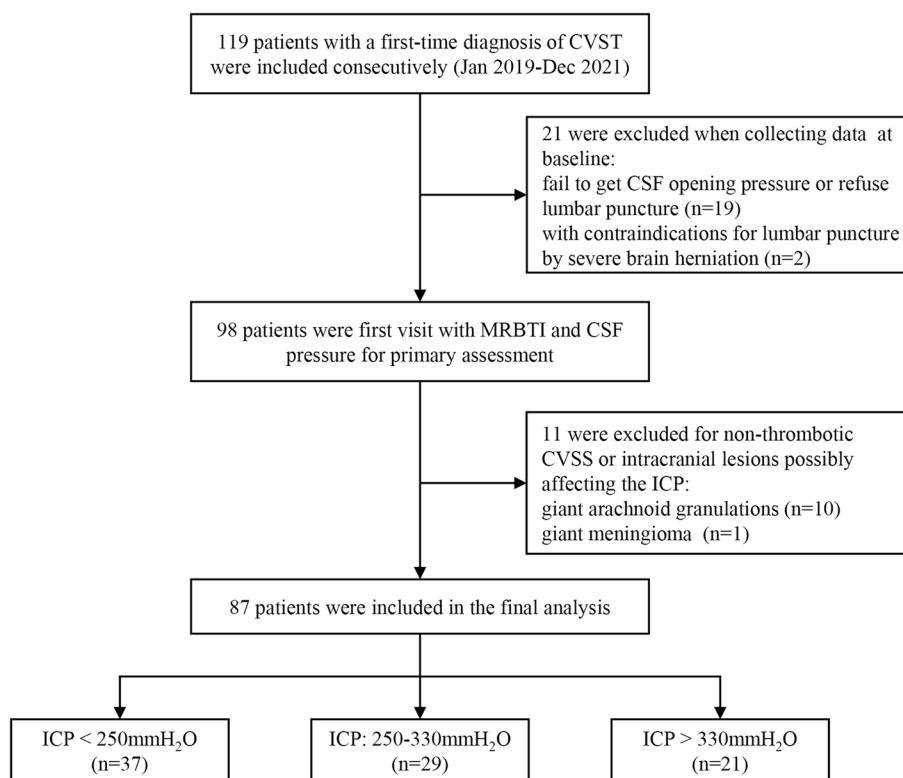 119 patients with a first-time diagnosis of CVST
were included consecutively (Jan 2019-Dec 2021)
21 were excluded when collecting data at
baseline:
fail to get CSF opening pressure or refuse
lumbar puncture (n=19)
with contraindications for lumbar puncture
by severe brain herniation (n=2)
98 patients were first visit with MRBTI and CSF
pressure for primary assessment
11 were excluded for non-thrombotic
CVSS or intracranial lesions possibly
affecting the ICP:
giant arachnoid granulations (n=10)
giant meningioma (n=1)
87 patients were included in the final analysis
ICP < 250mmH₂O
(n=37)
ICP: 250-330mmH₂O
(n=29)
ICP > 330mmH₂O
(n=21)